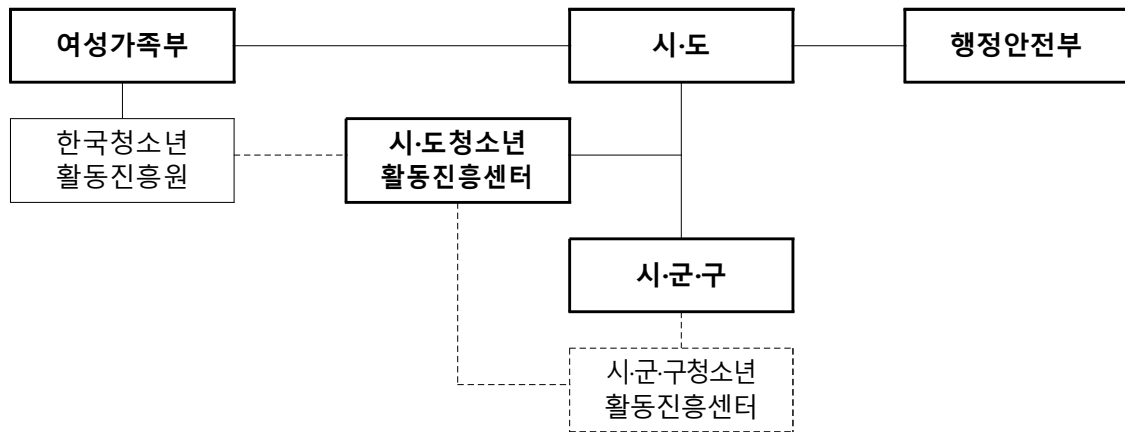 여성가족부
시·도
행정안전부
한국청소년
활동진흥원
시·도청소년
활동진흥센터
시·군·구
시·군·구청소년
활동진흥센터